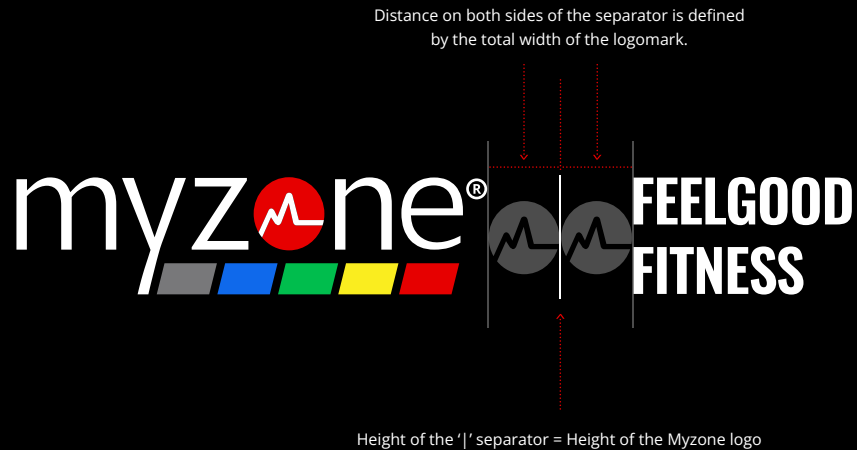 Distance on both sides of the separator is defined
by the total width of the logomark.
myzone®
FEELGOOD
FITNESS
Height of the ‘|’ separator = Height of the Myzone logo